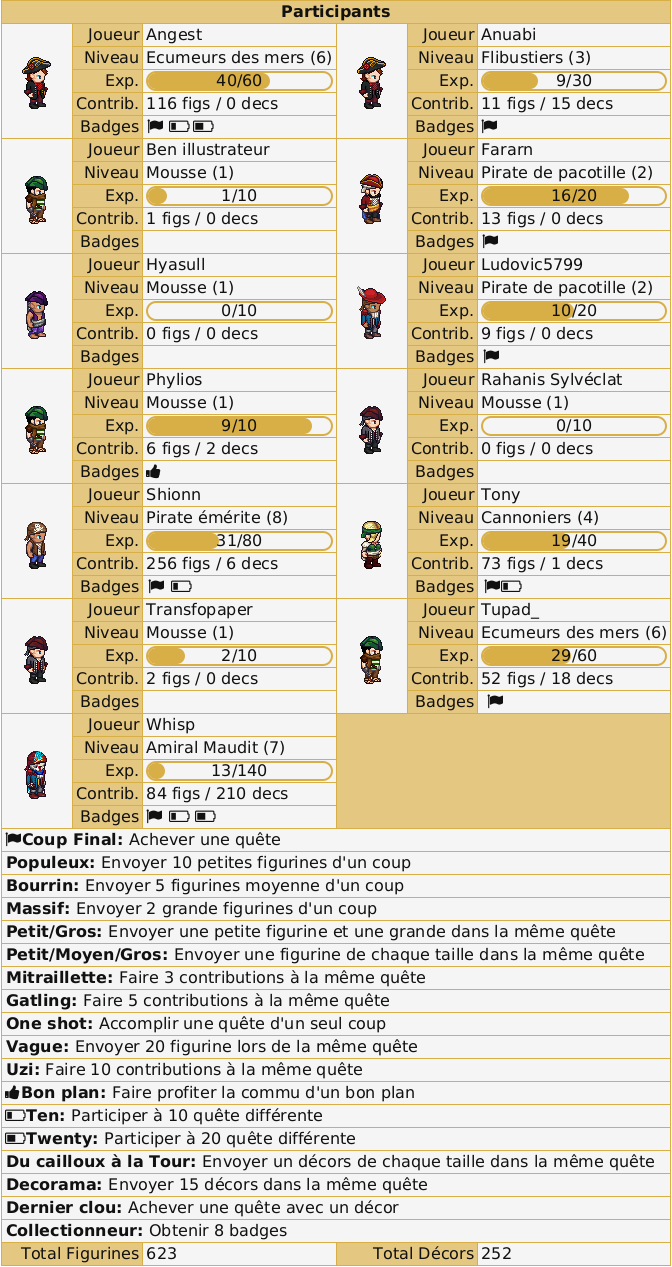 Participants
Joueur Angest
Niveau Ecumeurs des mers (6)
Exp. 40/60
Contrib. 116 figs / 0 decs
Badges
Joueur Anuabi
Niveau Flibustiers (3)
Exp. 9/30
Contrib. 11 figs / 15 decs
Badges
Joueur Ben illustrateur
Niveau Mousse (1)
Exp. 1/10
Contrib. 1 figs / 0 decs
Badges
Joueur Fararn
Niveau Pirate de pacotille (2)
Exp. 16/20
Contrib. 13 figs / 0 decs
Badges
Joueur Hyasull
Niveau Mousse (1)
Exp. 0/10
Contrib. 0 figs / 0 decs
Badges
Joueur Ludovic5799
Niveau Pirate de pacotille (2)
Exp. 10/20
Contrib. 9 figs / 0 decs
Badges
Joueur Phylios
Niveau Mousse (1)
Exp. 9/10
Contrib. 6 figs / 2 decs
Badges
Joueur Rahanis Sylvéclat
Niveau Mousse (1)
Exp. 0/10
Contrib. 0 figs / 0 decs
Badges
Joueur Shionn
Niveau Pirate émérite (8)
Exp. 31/80
Contrib. 256 figs / 6 decs
Badges
Joueur Tony
Niveau Cannoniers (4)
Exp. 19/40
Contrib. 73 figs / 1 decs
Badges
Joueur Transfopaper
Niveau Mousse (1)
Exp. 2/10
Contrib. 2 figs / 0 decs
Badges
Joueur Tupad_
Niveau Ecumeurs des mers (6)
Exp. 29/60
Contrib. 52 figs / 18 decs
Badges
Joueur Whisp
Niveau Amiral Maudit (7)
Exp. 13/140
Contrib. 84 figs / 210 decs
Badges
Coup Final: Achever une quête
Populeux: Envoyer 10 petites figurines d'un coup
Bourrin: Envoyer 5 figurines moyenne d'un coup
Massif: Envoyer 2 grande figurines d'un coup
Petit/Gros: Envoyer une petite figurine et une grande dans la même quête
Petit/Moyen/Gros: Envoyer une figurine de chaque taille dans la même quête
Mitraillette: Faire 3 contributions à la même quête
Gatling: Faire 5 contributions à la même quête
One shot: Accomplir une quête d'un seul coup
Vague: Envoyer 20 figurine lors de la même quête
Uzi: Faire 10 contributions à la même quête
Bon plan: Faire profiter la commu d'un bon plan
Ten: Participer à 10 quête différente
Twenty: Participer à 20 quête différente
Du cailloux à la Tour: Envoyer un décors de chaque taille dans la même quête
Decorama: Envoyer 15 décors dans la même quête
Dernier clou: Achever une quête avec un décor
Collectionneur: Obtenir 8 badges
Total Figurines 623
Total Décors 252